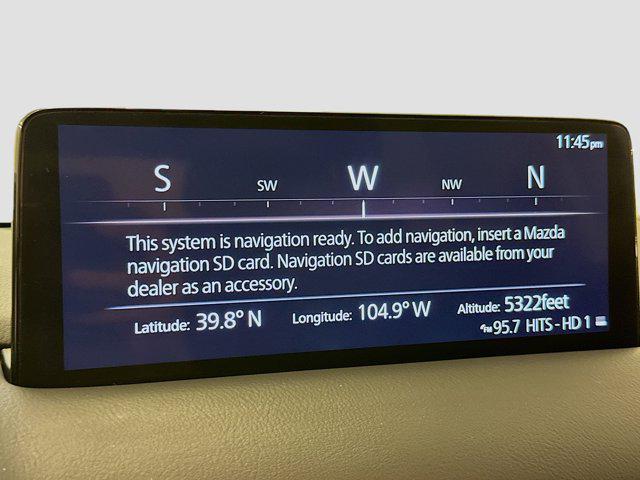 11:45pm
S SW W NW N
This system is navigation ready. To add navigation, insert a Mazda
navigation SD card. Navigation SD cards are available from your
dealer as an accessory.
Latitude: 39.8° N Longitude: 104.9° W Altitude: 5322feet
FM 95.7 HITS - HD 1